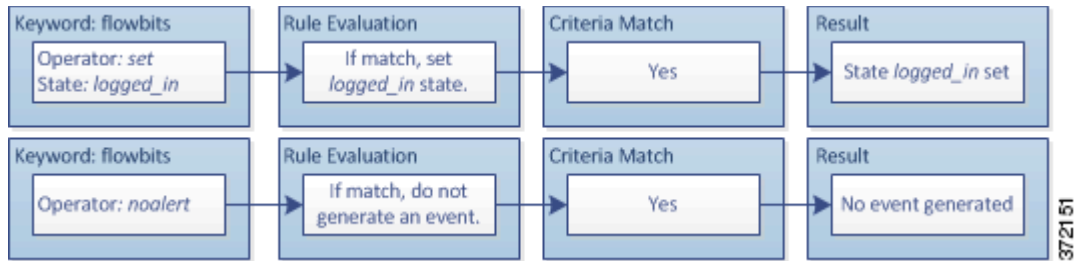 Keyword: flowbits
Operator: set
State: logged_in
Rule Evaluation
If match, set
logged_in state.
Criteria Match
Yes
Result
State logged_in set
Keyword: flowbits
Operator: noalert
Rule Evaluation
If match, do not
generate an event.
Criteria Match
Yes
Result
No event generated
372151